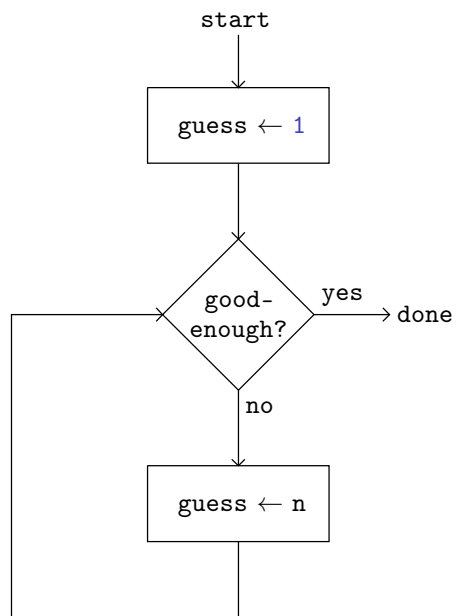 start
guess ← 1
good-
enough?
yes
done
no
guess ← n